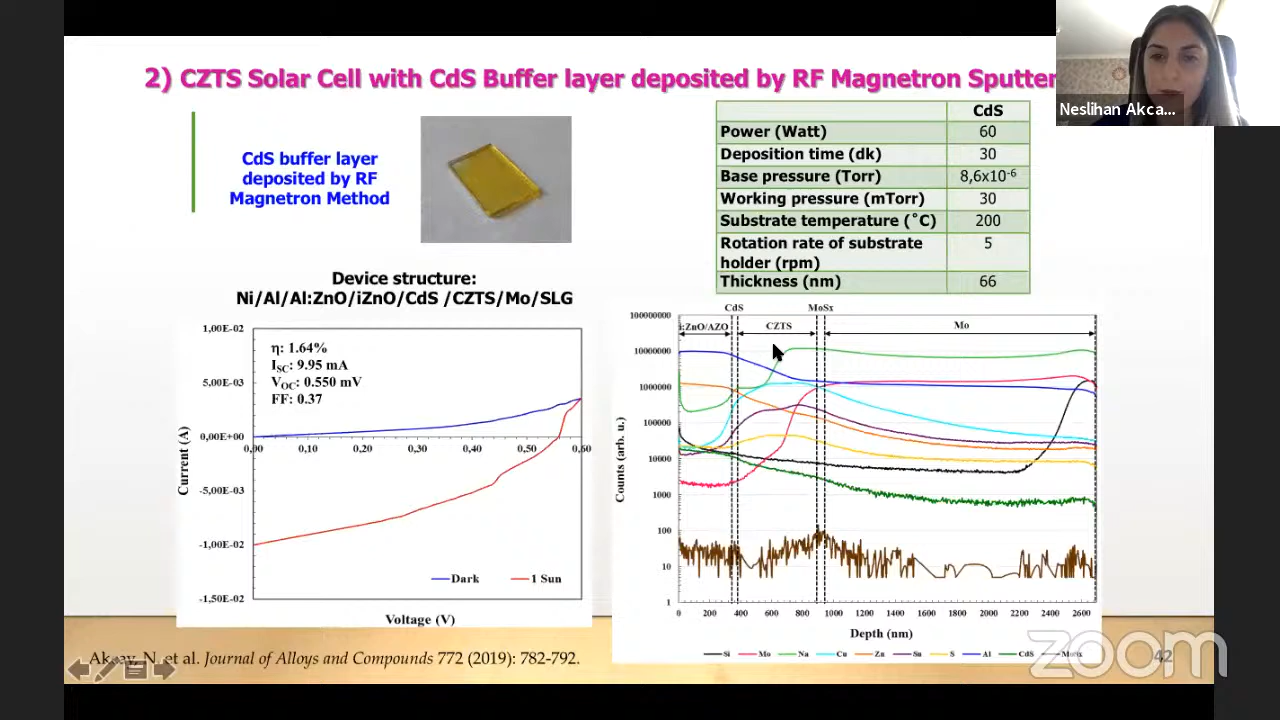 2) CZTS Solar Cell with CdS Buffer layer deposited by RF Magnetron Sputter
Neslihan Akca...
CdS buffer layer
deposited by RF
Magnetron Method
CdS
Power (Watt) 60
Deposition time (dk) 30
Base pressure (Torr) 8,6x10⁻⁶
Working pressure (mTorr) 30
Substrate temperature (˚C) 200
Rotation rate of substrate
holder (rpm) 5
Thickness (nm) 66
Device structure:
Ni/Al/Al:ZnO/iZnO/CdS /CZTS/Mo/SLG
1,00E-02
5,00E-03
0,00E+00
-5,00E-03
-1,00E-02
-1,50E-02
Current (A)
η: 1.64%
I_SC: 9.95 mA
V_OC: 0.550 mV
FF: 0.37
0,00 0,10 0,20 0,30 0,40 0,50 0,60
Dark 1 Sun
Voltage (V)
CdS MoSx
i:ZnO/AZO CZTS Mo
100000000
10000000
1000000
100000
10000
1000
100
10
1
Counts (arb. u.)
0 200 400 600 800 1000 1200 1400 1600 1800 2000 2200 2400 2600
Depth (nm)
Si Mo Na Cu Zn Sn S Al CdS
Akcay, N. et al. Journal of Alloys and Compounds 772 (2019): 782-792.
42
zoom